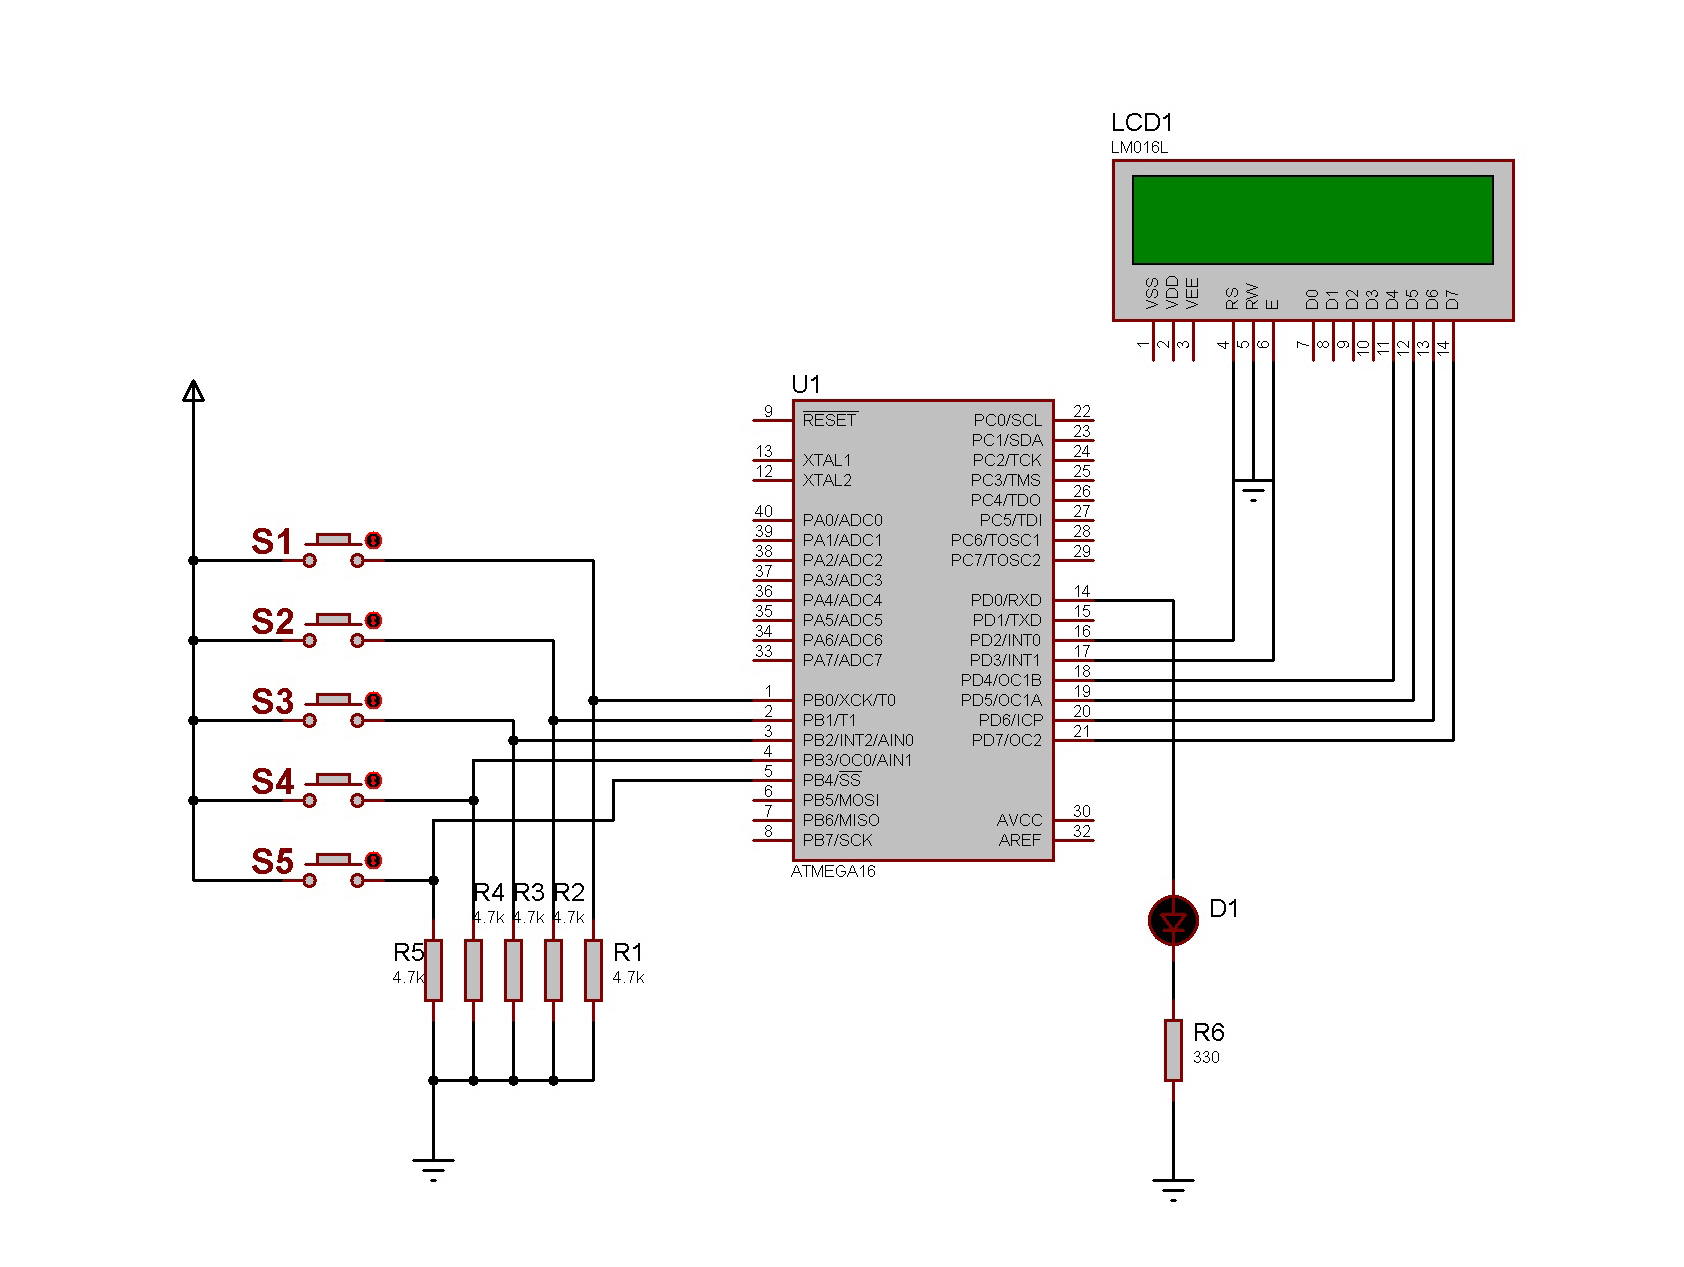 LCD1
LM016L
VSS VDD VEE RS RW E D0 D1 D2 D3 D4 D5 D6 D7
1 2 3 4 5 6 7 8 9 10 11 12 13 14
U1
9 RESET PC0/SCL 22
PC1/SDA 23
13 XTAL1 PC2/TCK 24
12 XTAL2 PC3/TMS 25
PC4/TDO 26
40 PA0/ADC0 PC5/TDI 27
39 PA1/ADC1 PC6/TOSC1 28
38 PA2/ADC2 PC7/TOSC2 29
37 PA3/ADC3
36 PA4/ADC4 PD0/RXD 14
35 PA5/ADC5 PD1/TXD 15
34 PA6/ADC6 PD2/INT0 16
33 PA7/ADC7 PD3/INT1 17
PD4/OC1B 18
1 PB0/XCK/T0 PD5/OC1A 19
2 PB1/T1 PD6/ICP 20
3 PB2/INT2/AIN0 PD7/OC2 21
4 PB3/OC0/AIN1
5 PB4/SS
6 PB5/MOSI
7 PB6/MISO AVCC 30
8 PB7/SCK AREF 32
ATMEGA16
S1
S2
S3
S4
S5
R4 R3 R2
4.7k 4.7k 4.7k
R5 R1
4.7k 4.7k
D1
R6
330